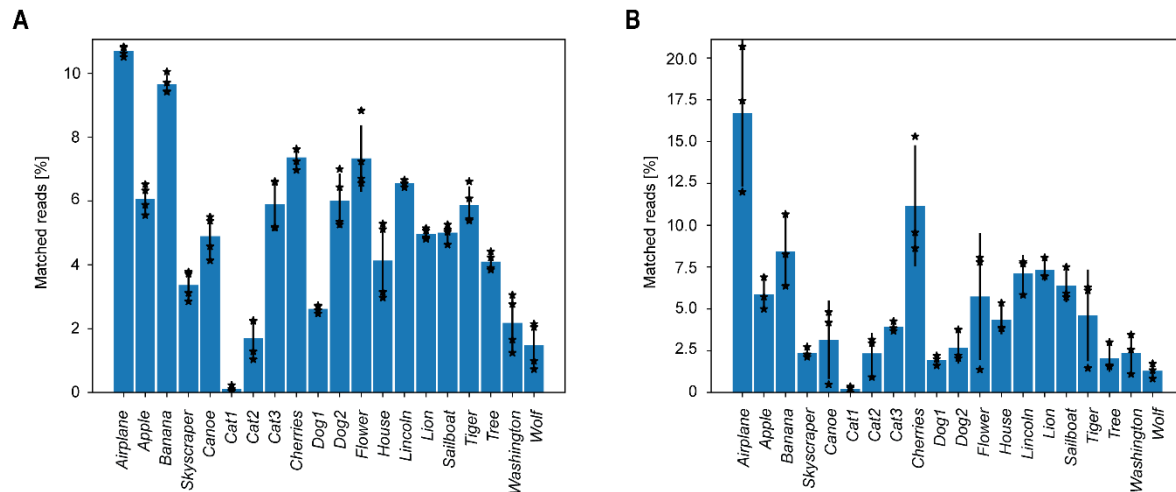 A
Matched reads [%]
10
8
6
4
2
0
Airplane
Apple
Banana
Skyscraper
Canoe
Cat1
Cat2
Cat3
Cherries
Dog1
Dog2
Flower
House
Lincoln
Lion
Sailboat
Tiger
Tree
Washington
Wolf
B
Matched reads [%]
20.0
17.5
15.0
12.5
10.0
7.5
5.0
2.5
0
Airplane
Apple
Banana
Skyscraper
Canoe
Cat1
Cat2
Cat3
Cherries
Dog1
Dog2
Flower
House
Lincoln
Lion
Sailboat
Tiger
Tree
Washington
Wolf